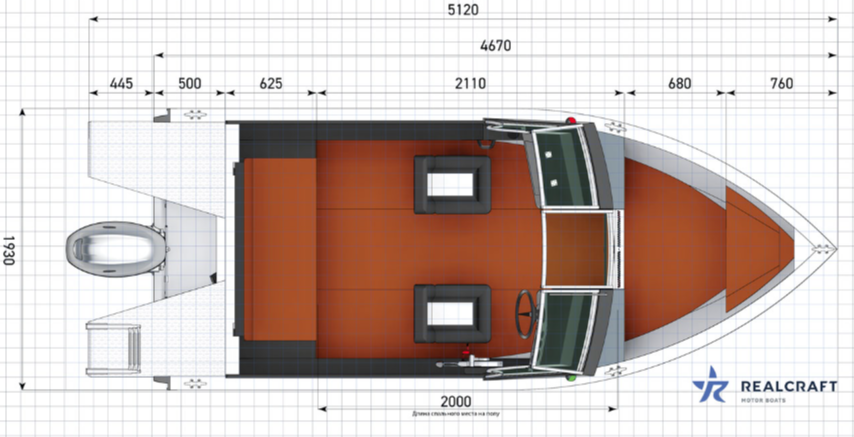 5120
4670
445 500 625 2110 680 760
1930
REALCRAFT
MOTOR BOATS
2000
Длина спального места на полу